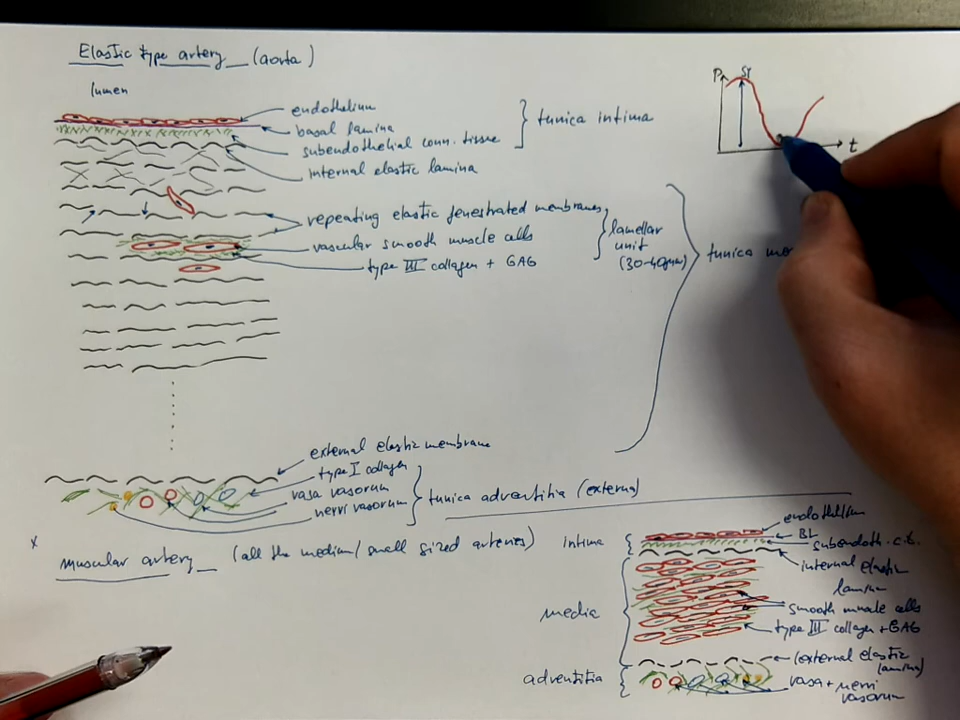 Elastic type artery (aorta)
lumen
endothelium
basal lamina
subendothelial conn. tissue
tunica intima
internal elastic lamina
repeating elastic fenestrated membranes
vascular smooth muscle cells
type III collagen + GAG
lamellar
unit
(30-40μm)
tunica me
P
t
external elastic membrane
type I collagen
vasa vasorum
nervi vasorum
tunica adventitia (externa)
x
muscular artery (all the medium/small sized arteries)
intima
endothelium
BL
subendoth. c.t.
internal elastic
lamina
media
smooth muscle cells
type III collagen + GAG
(external elastic
lamina)
adventitia
vasa + nervi
vasorum